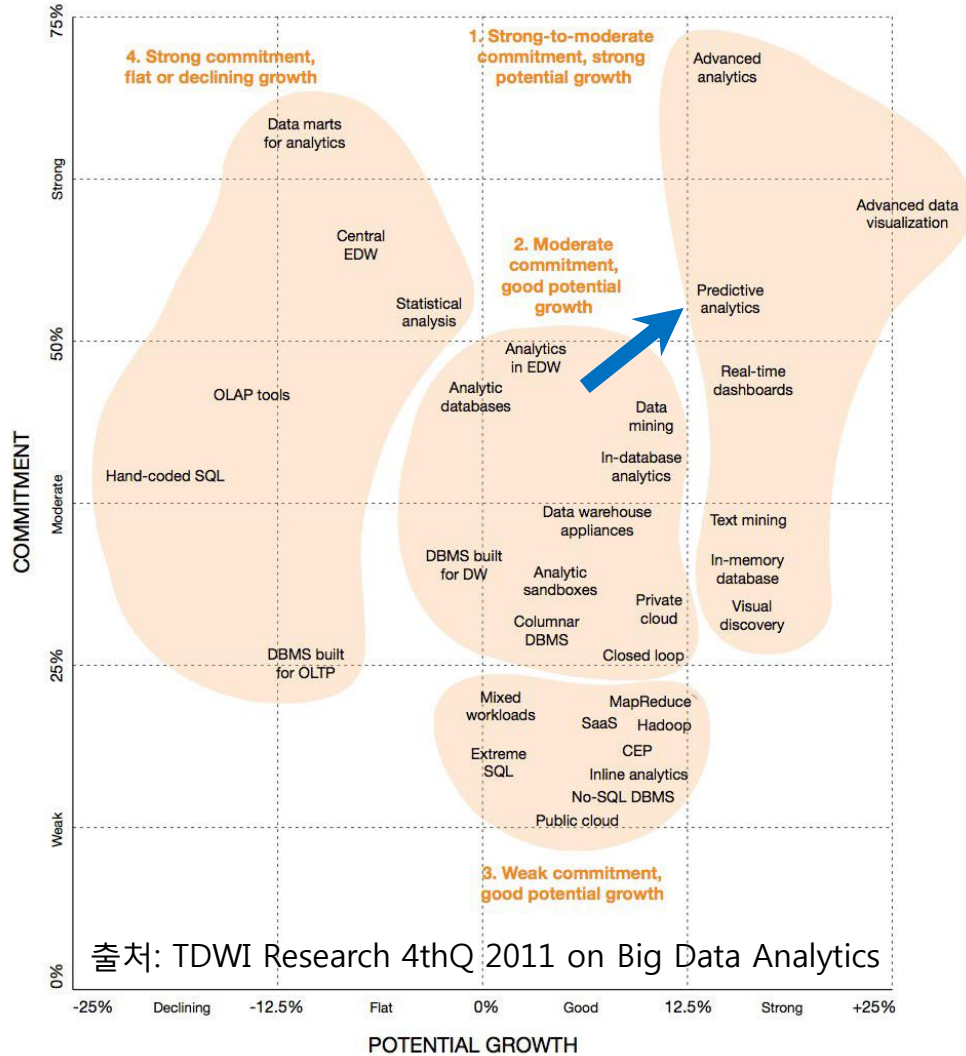 75%
1. Strong-to-moderate
commitment, strong
potential growth
4. Strong commitment,
flat or declining growth
Advanced
analytics
Data marts
for analytics
Strong
Advanced data
visualization
Central
EDW
2. Moderate
commitment,
good potential
growth
Predictive
analytics
Statistical
analysis
50%
Analytics
in EDW
Real-time
dashboards
OLAP tools
Analytic
databases
Data
mining
In-database
analytics
Hand-coded SQL
COMMITMENT
Moderate
Data warehouse
appliances
Text mining
DBMS built
for DW
Analytic
sandboxes
In-memory
database
Private
cloud
Visual
discovery
Columnar
DBMS
Closed loop
25%
DBMS built
for OLTP
Mixed
workloads
MapReduce
SaaS
Hadoop
Extreme
SQL
CEP
Inline analytics
No-SQL DBMS
Public cloud
Weak
3. Weak commitment,
good potential growth
출처: TDWI Research 4thQ 2011 on Big Data Analytics
0%
-25% Declining -12.5% Flat 0% Good 12.5% Strong +25%
POTENTIAL GROWTH